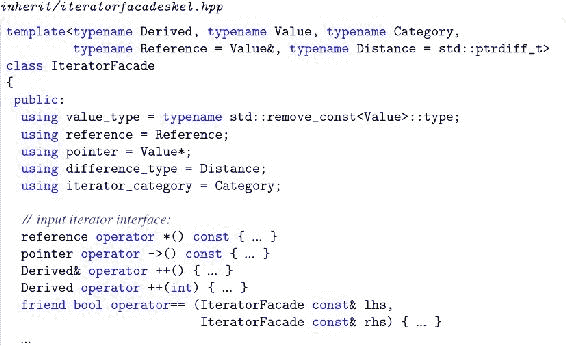 inherit/iteratorfacadeskel.hpp
template<typename Derived, typename Value, typename Category,
         typename Reference = Value&, typename Distance = std::ptrdiff_t>
class IteratorFacade
{
 public:
  using value_type = typename std::remove_const<Value>::type;
  using reference = Reference;
  using pointer = Value*;
  using difference_type = Distance;
  using iterator_category = Category;
  // input iterator interface:
  reference operator *() const { ... }
  pointer operator ->() const { ... }
  Derived& operator ++() { ... }
  Derived operator ++(int) { ... }
  friend bool operator== (IteratorFacade const& lhs,
                          IteratorFacade const& rhs) { ... }
  ...